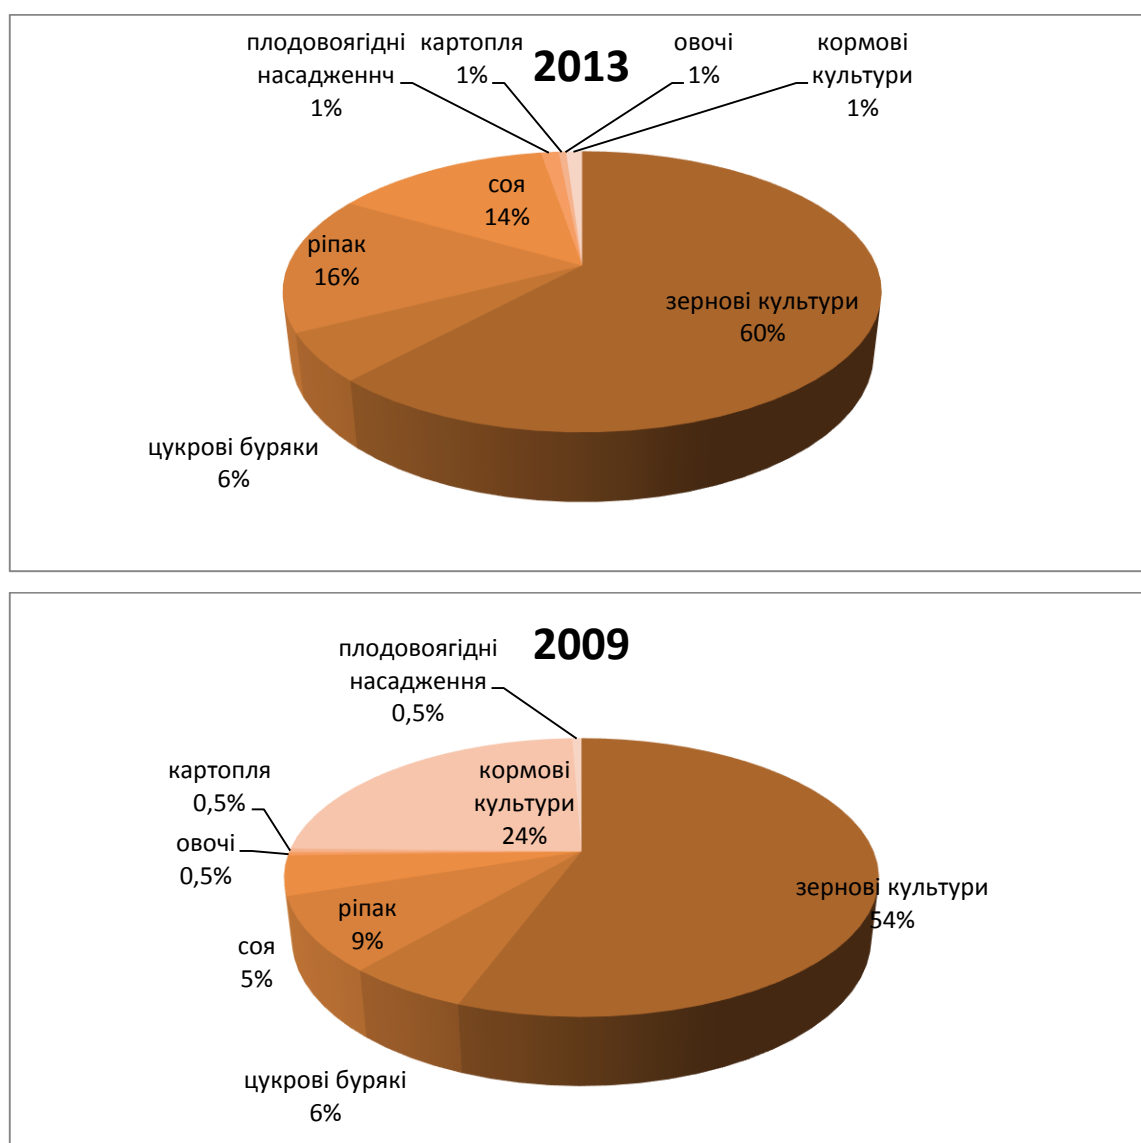 2013
плодовоягідні
насадженнч
1%
картопля
1%
овочі
1%
кормові
культури
1%
соя
14%
ріпак
16%
зернові культури
60%
цукрові буряки
6%
2009
плодовоягідні
насадження
0,5%
картопля
0,5%
кормові
культури
24%
овочі
0,5%
зернові культури
54%
ріпак
9%
соя
5%
цукрові бурякі
6%